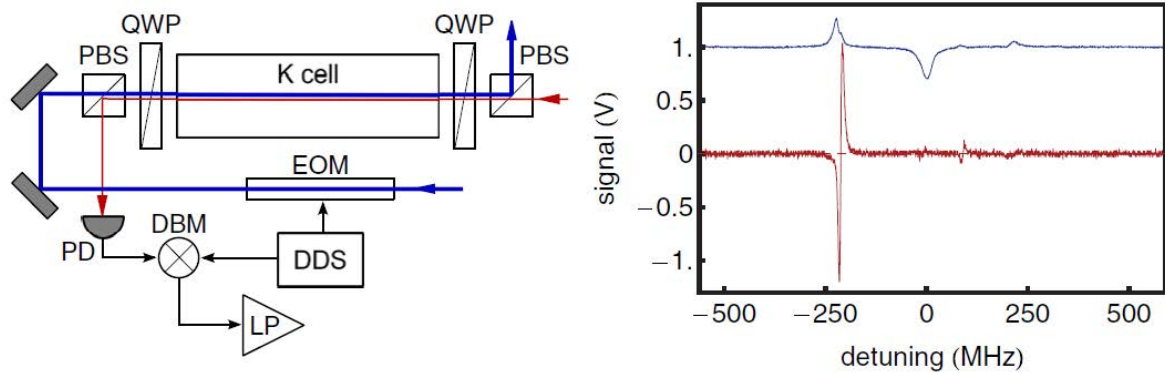 QWP
QWP
PBS
PBS
K cell
EOM
PD
DBM
DDS
LP
signal (V)
1.
0.5
0
−0.5
−1.
−500
−250
0
250
500
detuning (MHz)